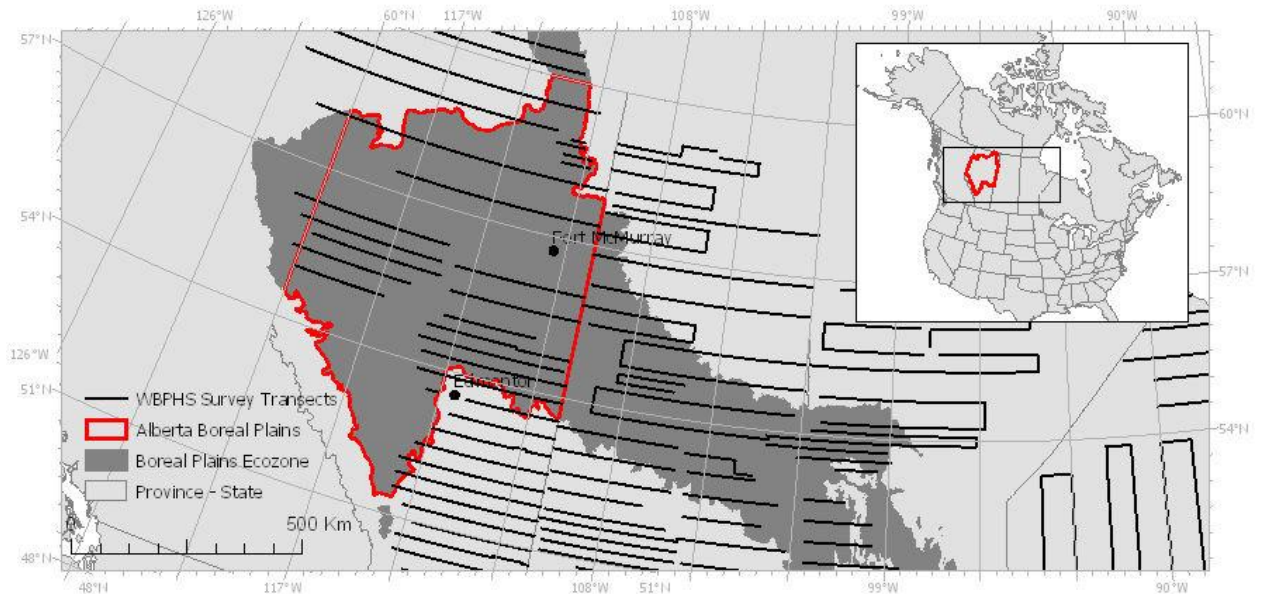 126°W 60°N 117°W 108°W 99°W 90°W
57°N
60°N
Fort McMurray
54°N
57°N
126°W
51°N
Edmonton
WBPHS Survey Transects
Alberta Boreal Plains
54°N
Boreal Plains Ecozone
Province - State
0 500 Km
48°N
48°N 117°W 108°W 51°N 99°W 90°W